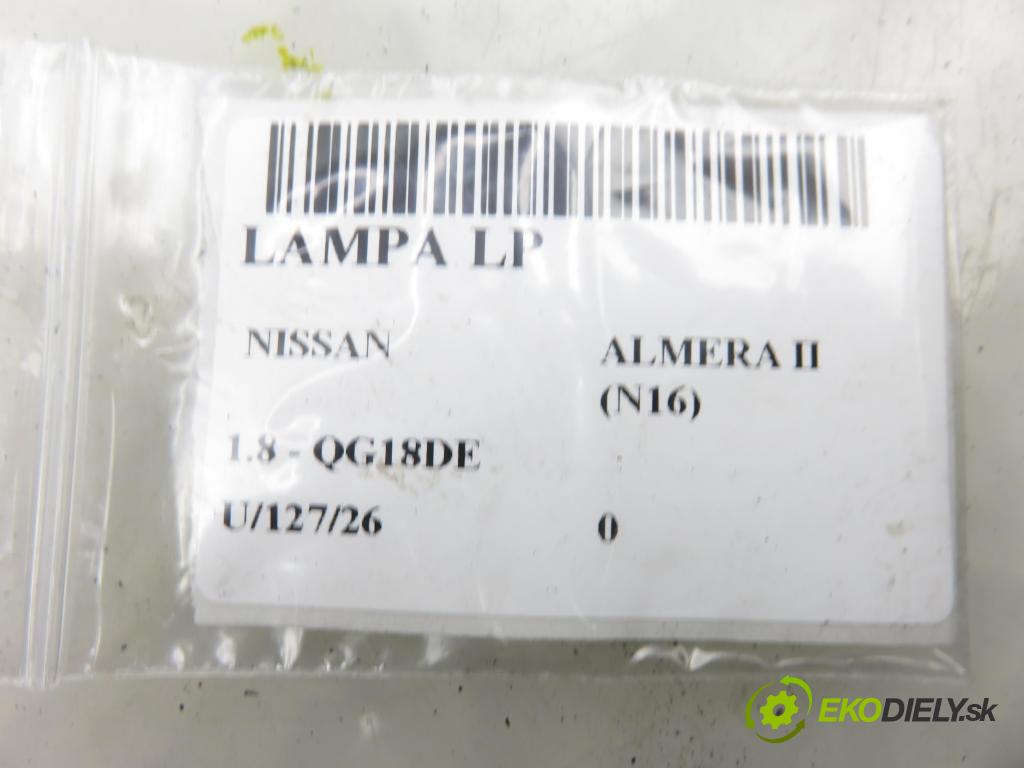 LAMPA LP
NISSAN ALMERA II
(N16)
1.8 - QG18DE
U/127/26 0
EKODIELY.sk